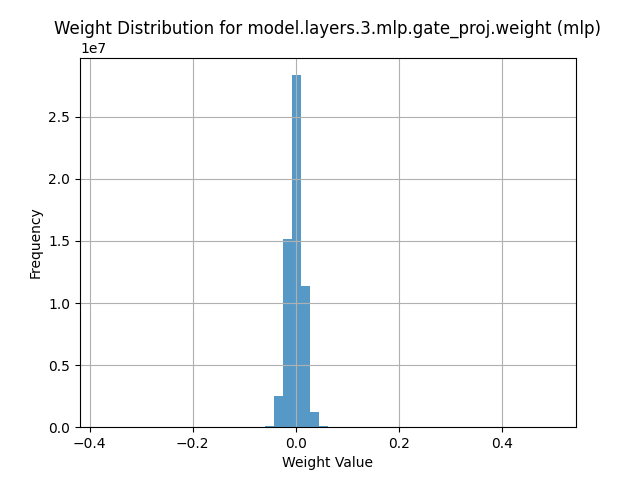 Weight Distribution for model.layers.3.mlp.gate_proj.weight (mlp)
1e7
2.5
2.0
1.5
1.0
0.5
0.0
Frequency
−0.4 −0.2 0.0 0.2 0.4
Weight Value